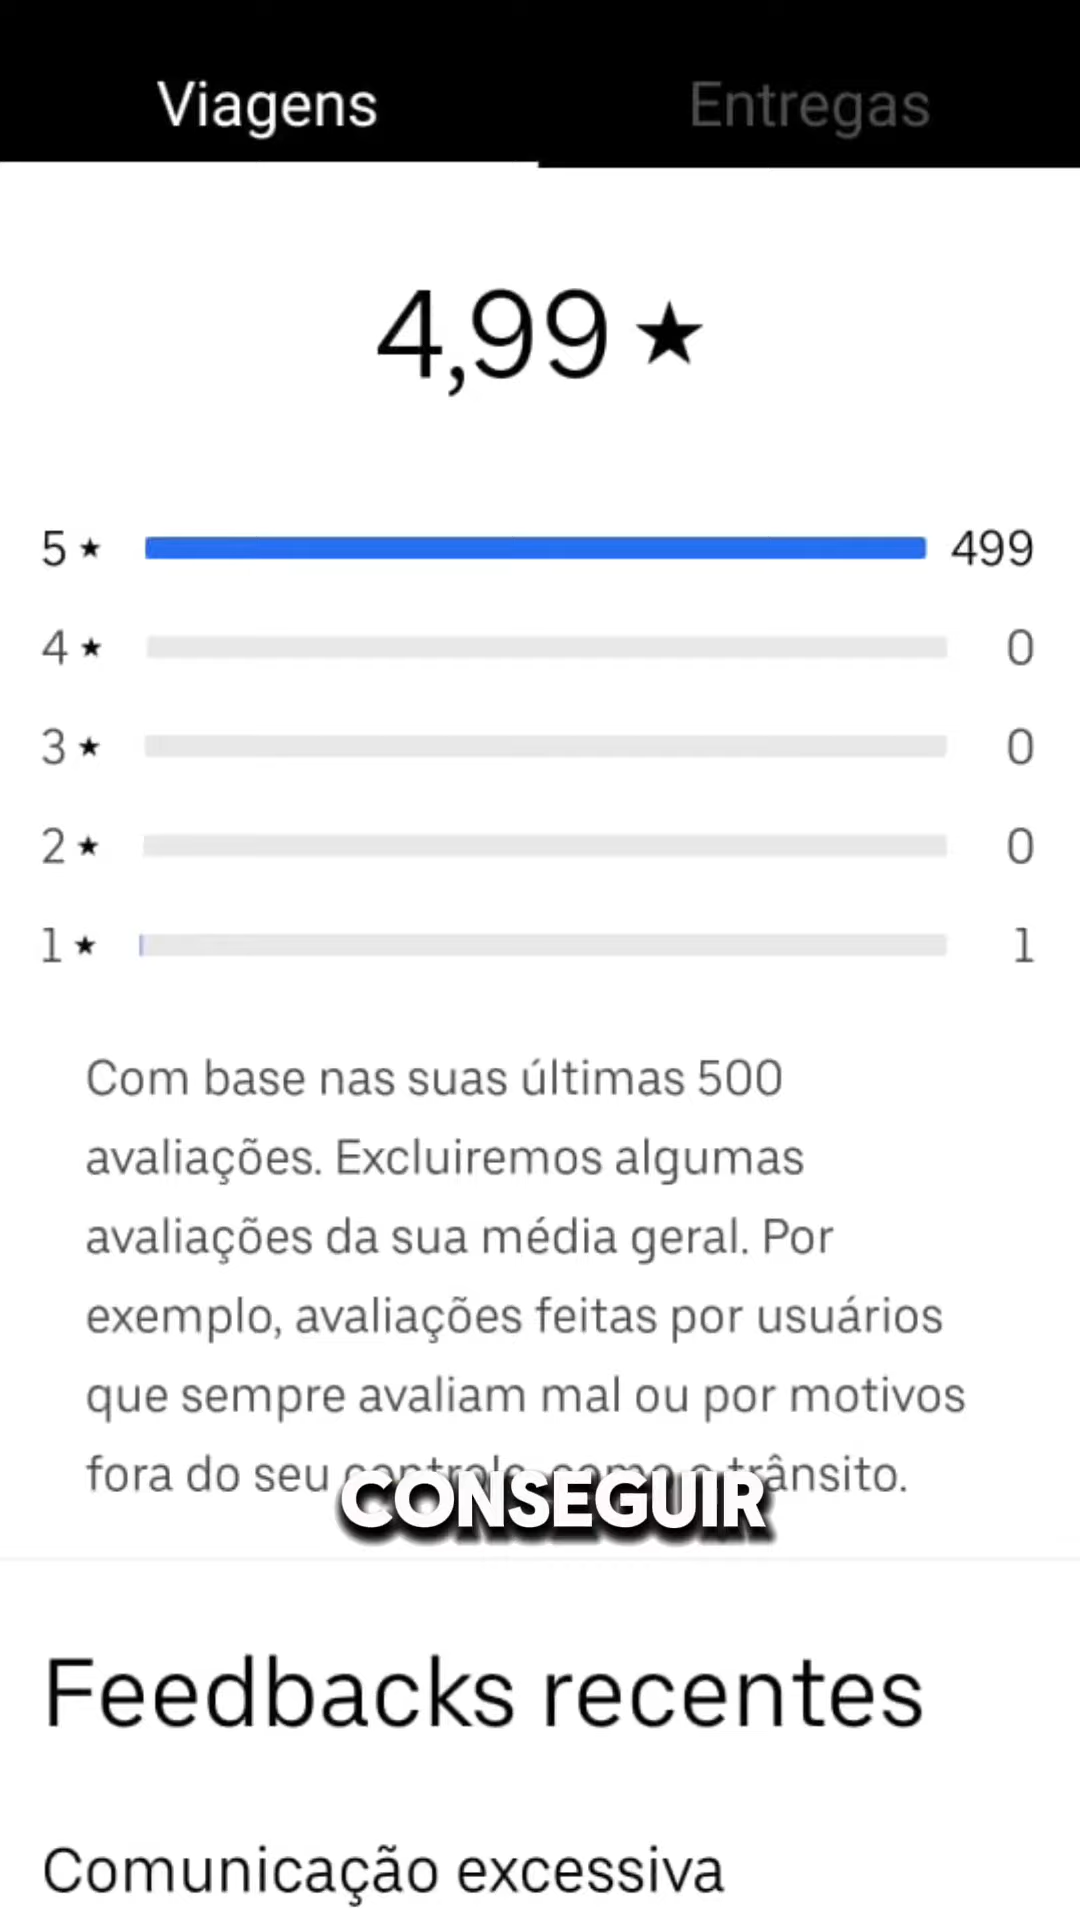 Viagens Entregas
4,99 ★
5 ★ 499
4 ★ 0
3 ★ 0
2 ★ 0
1 ★ 1
Com base nas suas últimas 500
avaliações. Excluiremos algumas
avaliações da sua média geral. Por
exemplo, avaliações feitas por usuários
que sempre avaliam mal ou por motivos
fora do seu controle, como o trânsito.
CONSEGUIR
Feedbacks recentes
Comunicação excessiva